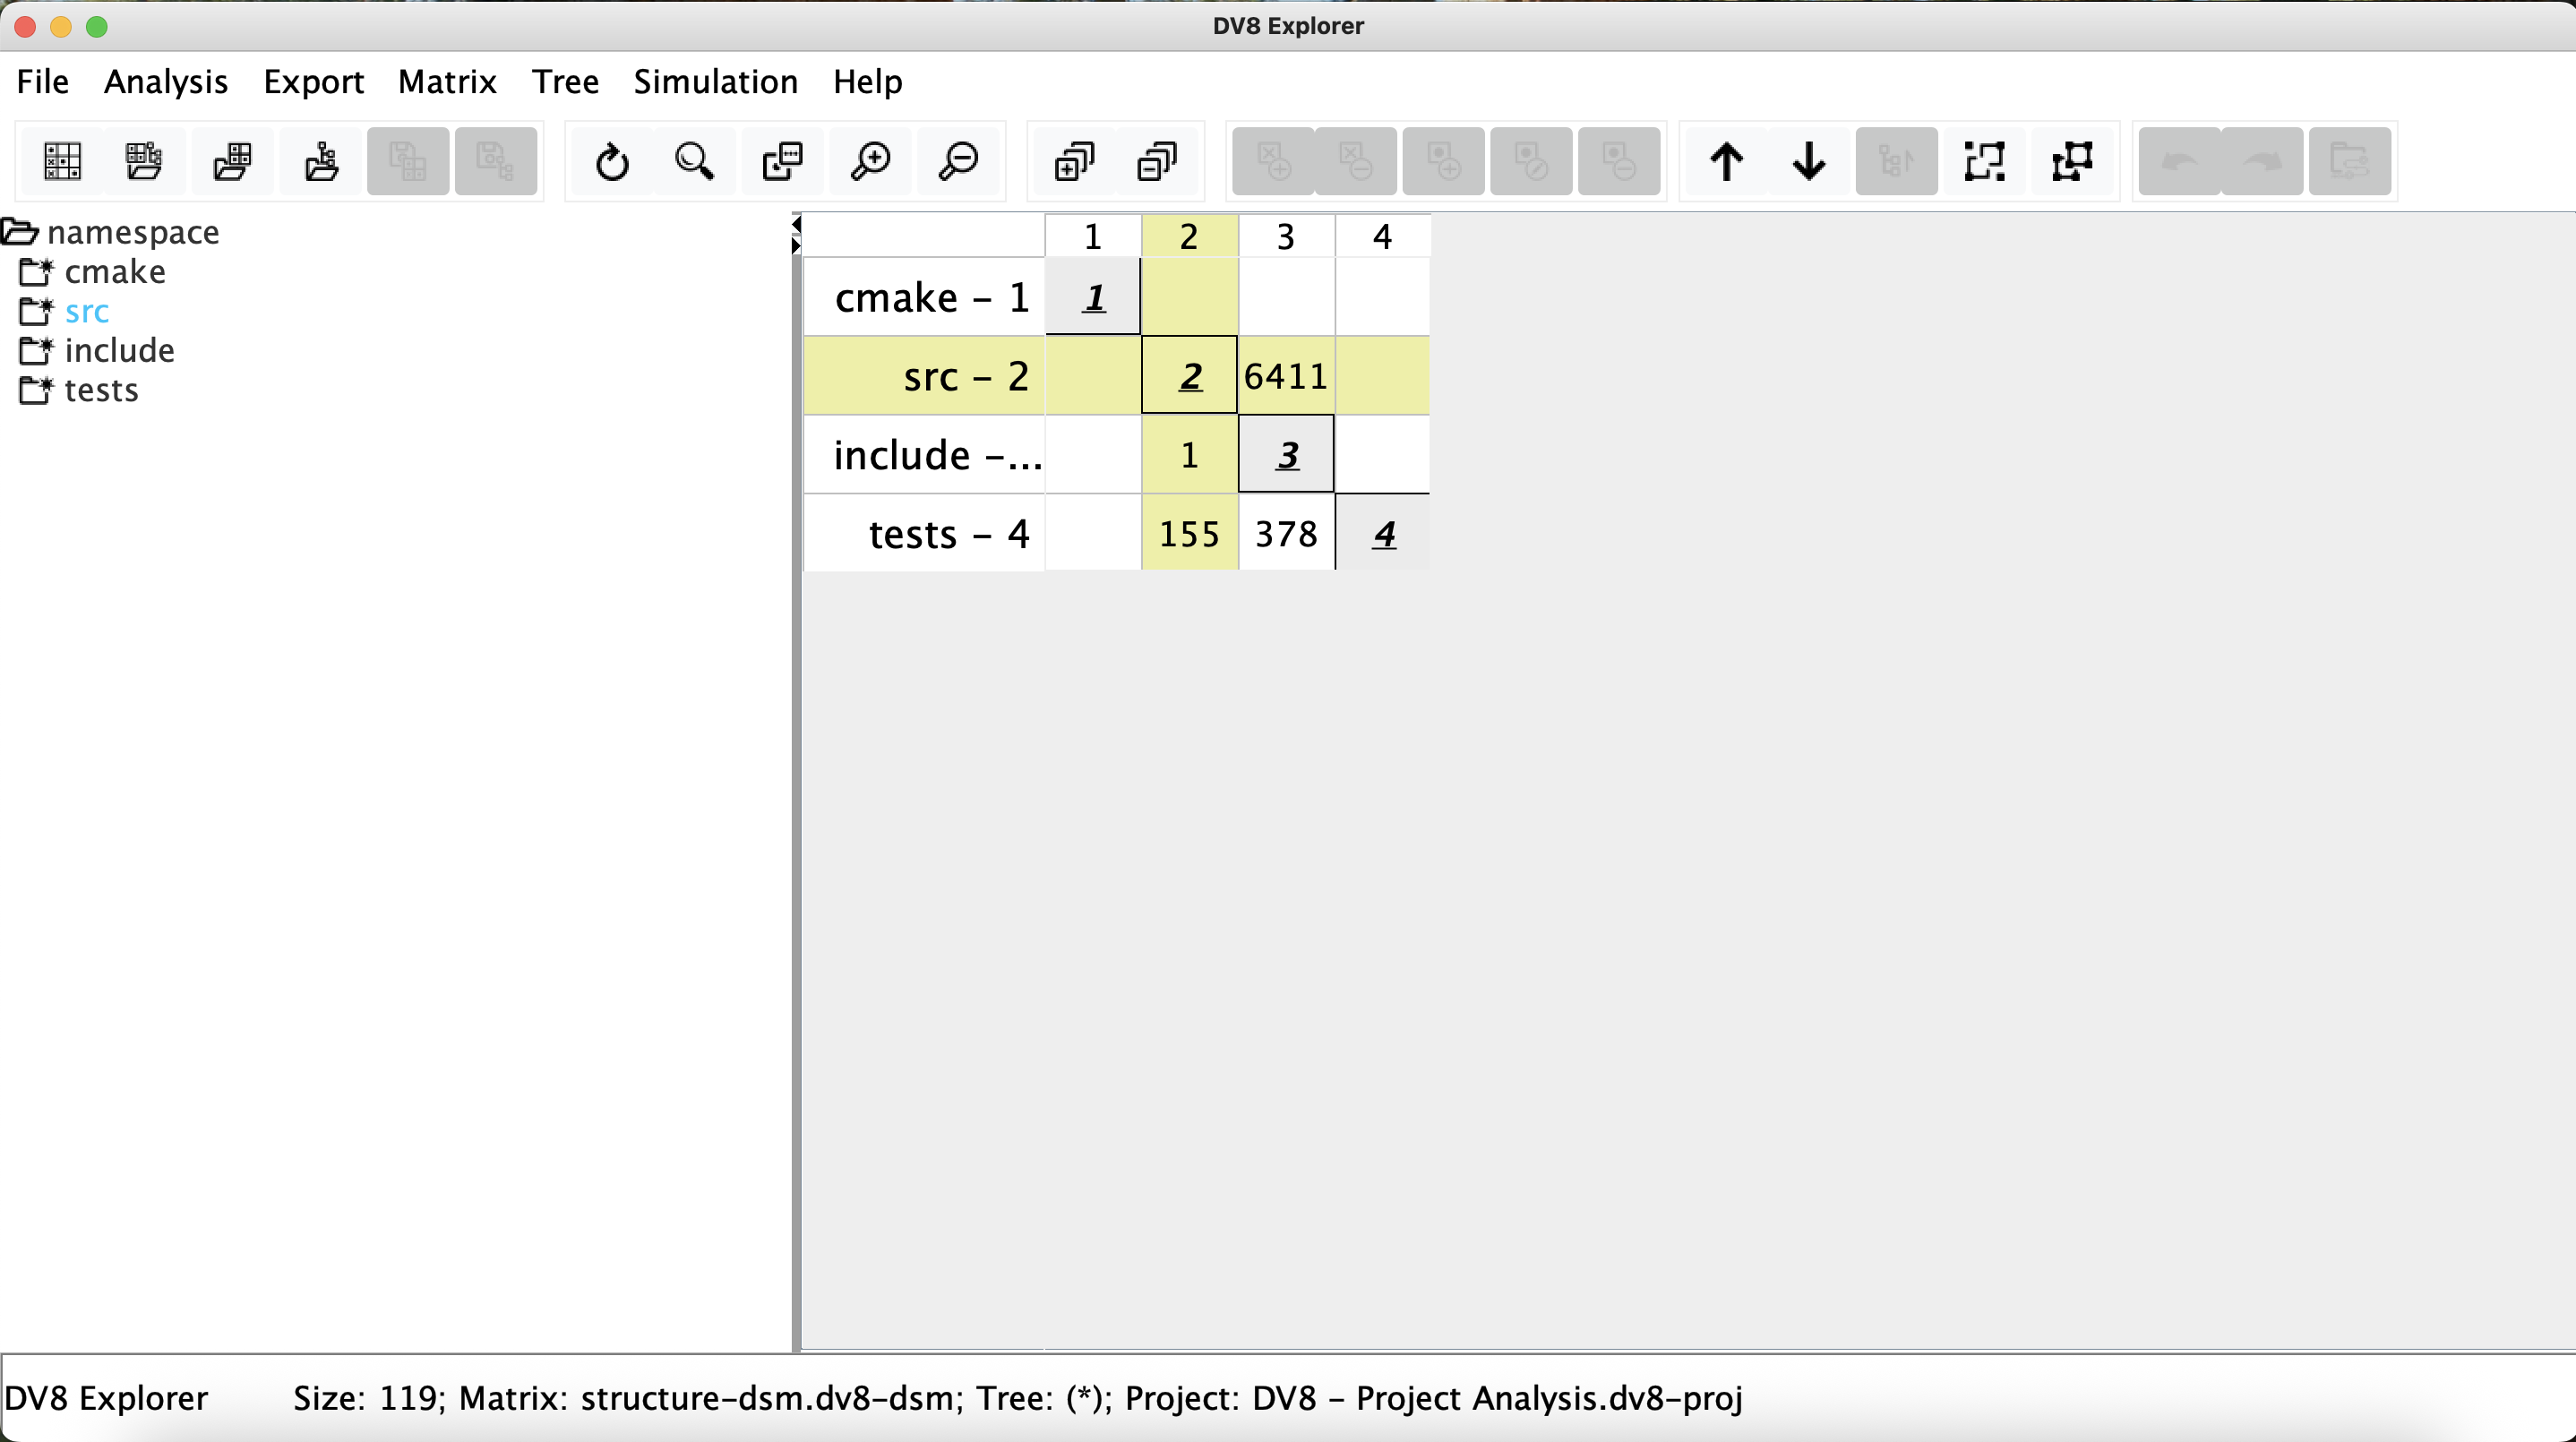 DV8 Explorer
File Analysis Export Matrix Tree Simulation Help
namespace
cmake
src
include
tests
1 2 3 4
cmake - 1 1
src - 2 2 6411
include -... 1 3
tests - 4 155 378 4
DV8 Explorer Size: 119; Matrix: structure-dsm.dv8-dsm; Tree: (*); Project: DV8 - Project Analysis.dv8-proj